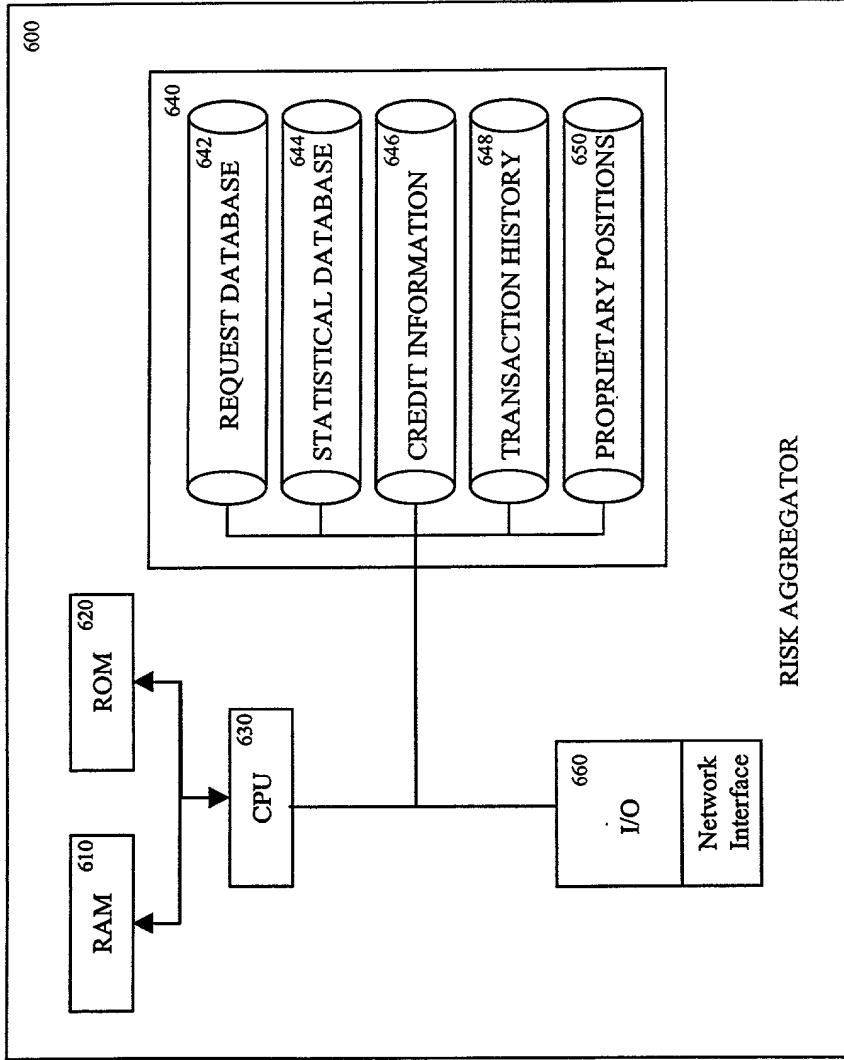 600
RAM
610
ROM
620
CPU
630
640
642
REQUEST DATABASE
644
STATISTICAL DATABASE
646
CREDIT INFORMATION
648
TRANSACTION HISTORY
650
PROPRIETARY POSITIONS
660
I/O
Network
Interface
RISK AGGREGATOR